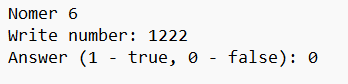 Nomer 6
Write number: 1222
Answer (1 - true, 0 - false): 0